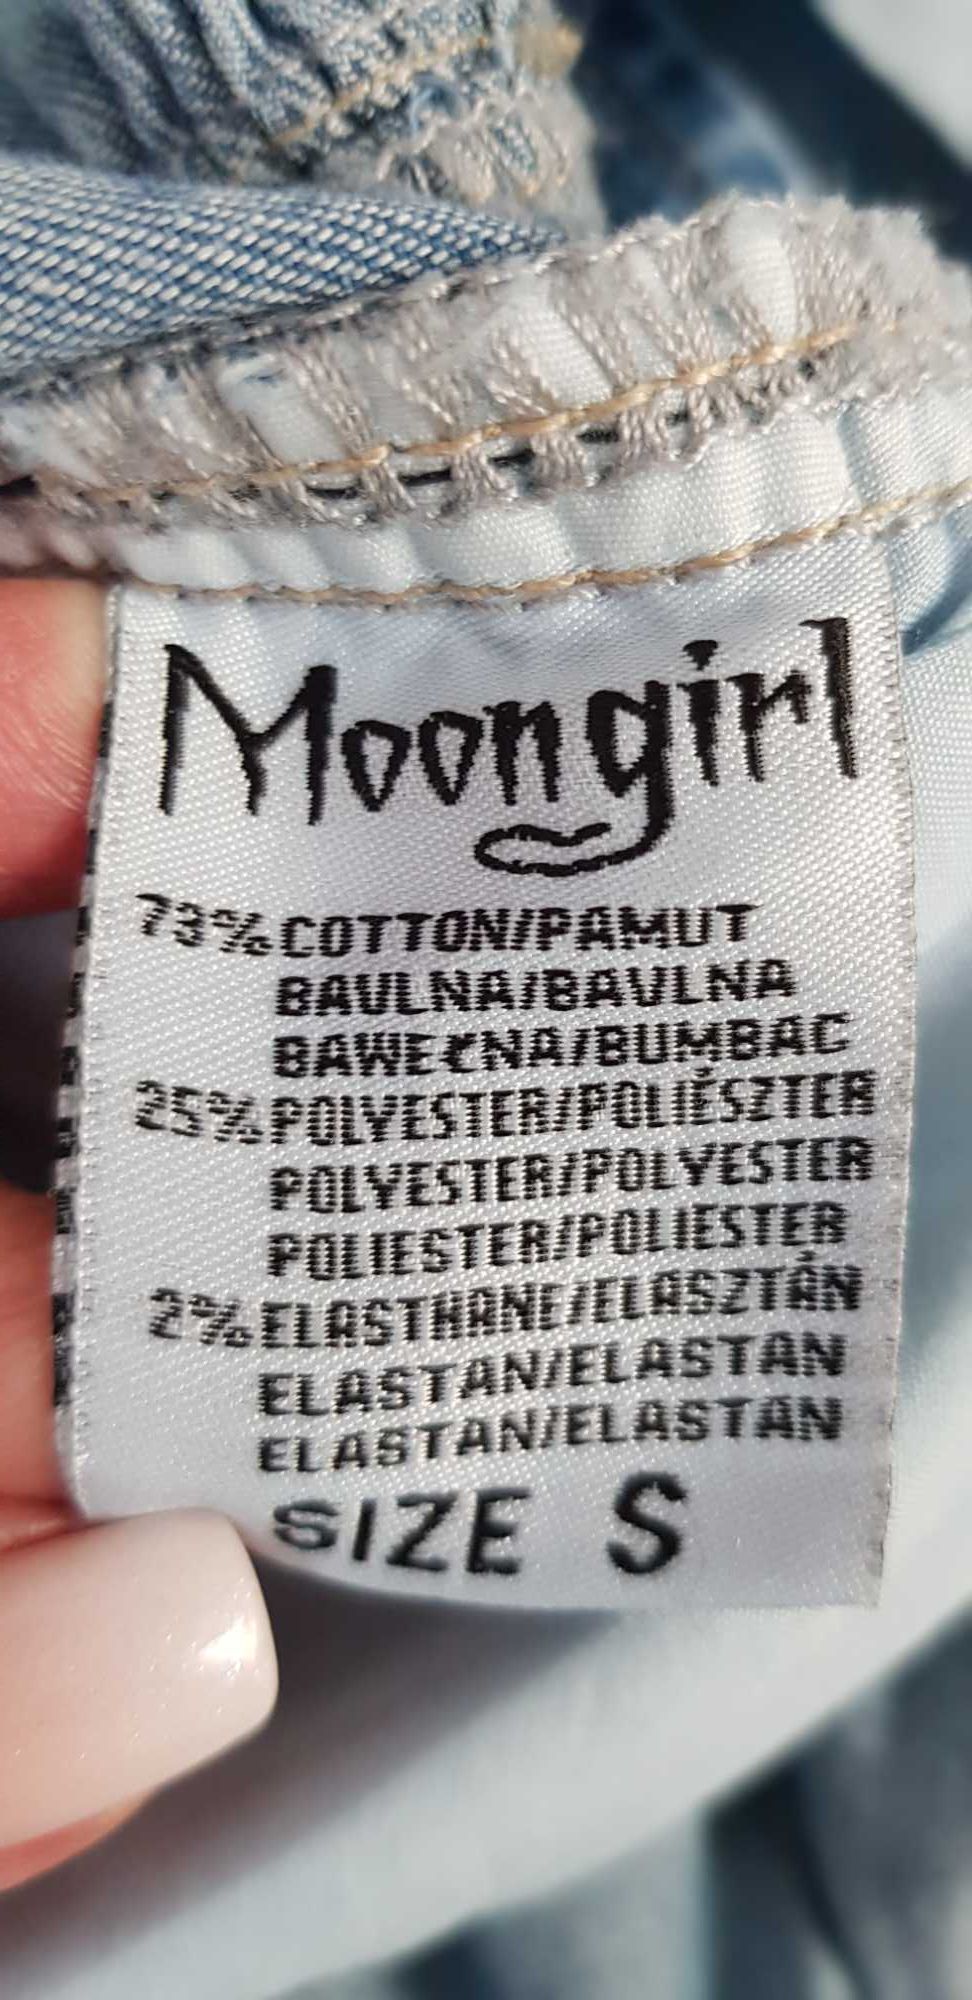 Moongirl
73% COTTON/PAMUT
BAVLNA/BAVLNA
BAWEŁNA/BUMBAC
25% POLYESTER/POLIÉSZTER
POLYESTER/POLYESTER
POLIESTER/POLIESTER
2% ELASTHANE/ELASZTÁN
ELASTAN/ELASTAN
ELASTAN/ELASTAN
SIZE S